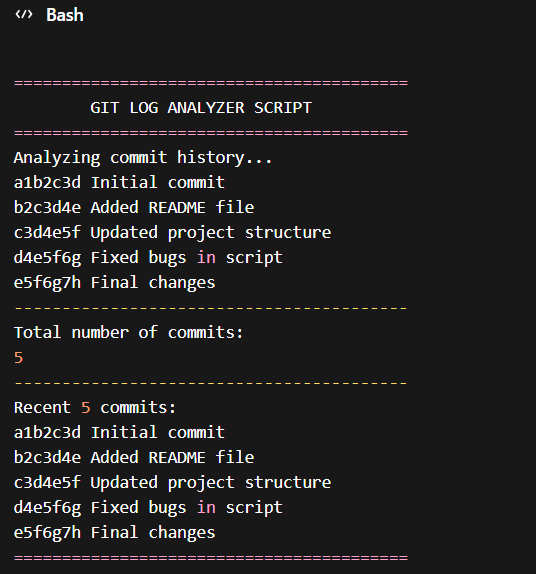 </> Bash
=========================================
        GIT LOG ANALYZER SCRIPT
=========================================
Analyzing commit history...
a1b2c3d Initial commit
b2c3d4e Added README file
c3d4e5f Updated project structure
d4e5f6g Fixed bugs in script
e5f6g7h Final changes
-----------------------------------------
Total number of commits:
5
-----------------------------------------
Recent 5 commits:
a1b2c3d Initial commit
b2c3d4e Added README file
c3d4e5f Updated project structure
d4e5f6g Fixed bugs in script
e5f6g7h Final changes
=========================================